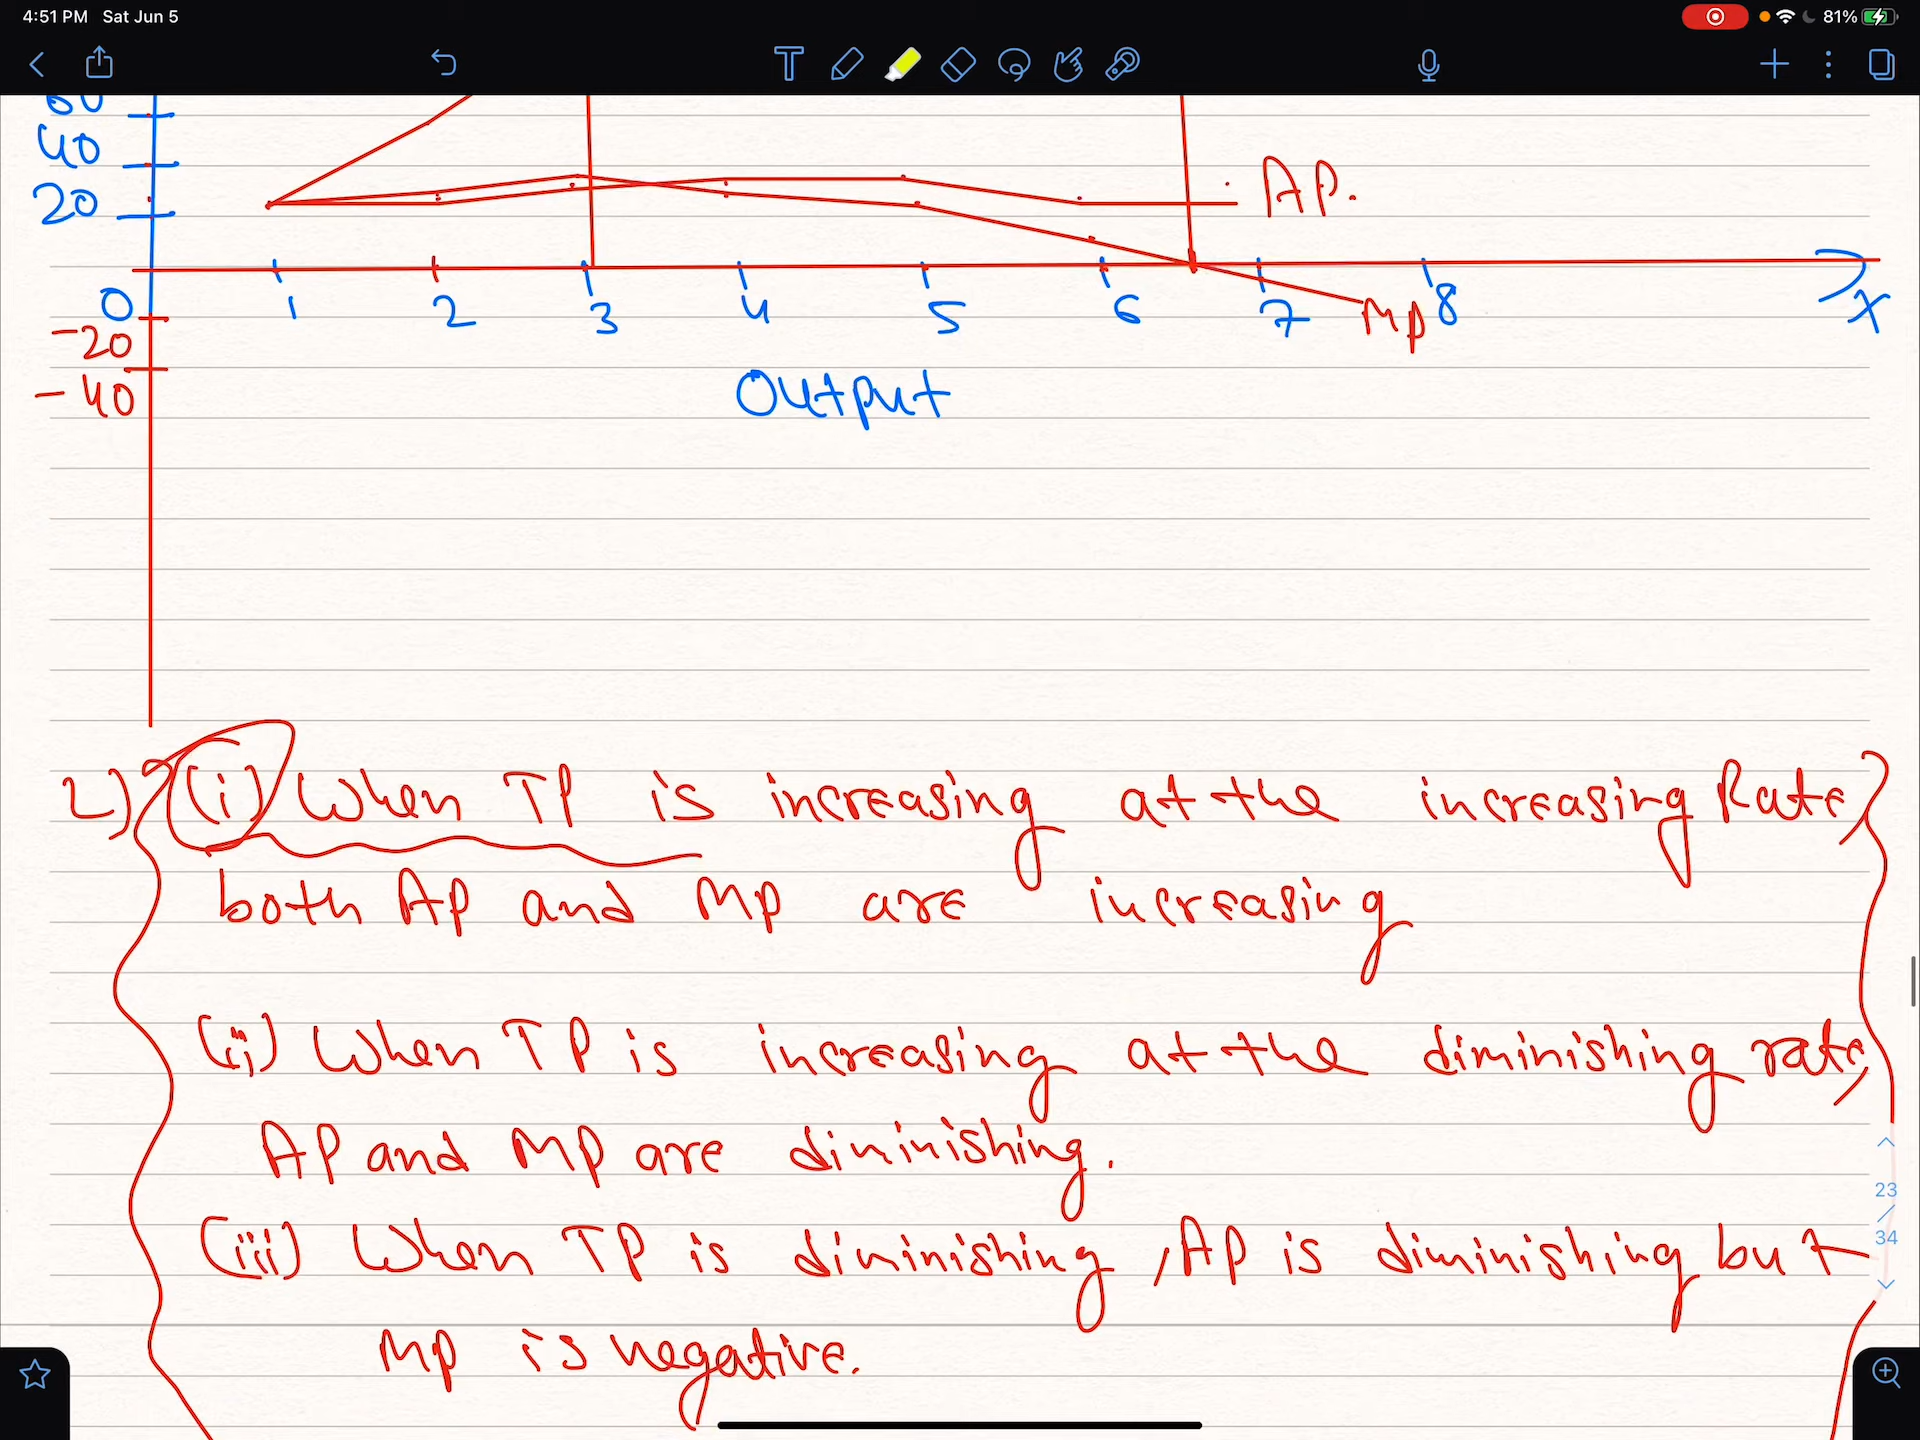 4:51 PM Sat Jun 5
81%
60
40
20
AP.
0
1 2 3 4 5 6 7 8
MP
X
-20
-40
Output
2) (i) When TP is increasing at the increasing Rate,
both AP and MP are increasing
(ii) When TP is increasing at the diminishing rate,
AP and MP are diminishing.
23
(iii) When TP is diminishing, AP is diminishing but
34
MP is negative.